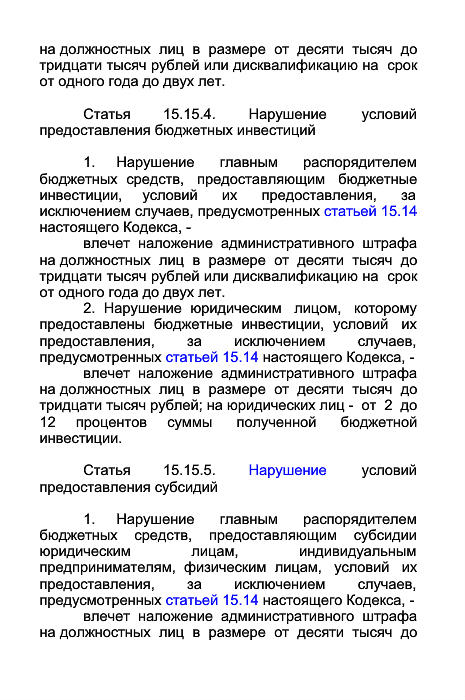 на должностных лиц в размере от десяти тысяч до
тридцати тысяч рублей или дисквалификацию на срок
от одного года до двух лет.
Статья 15.15.4. Нарушение условий
предоставления бюджетных инвестиций
1. Нарушение главным распорядителем
бюджетных средств, предоставляющим бюджетные
инвестиции, условий их предоставления, за
исключением случаев, предусмотренных статьей 15.14
настоящего Кодекса, -
влечет наложение административного штрафа
на должностных лиц в размере от десяти тысяч до
тридцати тысяч рублей или дисквалификацию на срок
от одного года до двух лет.
2. Нарушение юридическим лицом, которому
предоставлены бюджетные инвестиции, условий их
предоставления, за исключением случаев,
предусмотренных статьей 15.14 настоящего Кодекса, -
влечет наложение административного штрафа
на должностных лиц в размере от десяти тысяч до
тридцати тысяч рублей; на юридических лиц - от 2 до
12 процентов суммы полученной бюджетной
инвестиции.
Статья 15.15.5. Нарушение условий
предоставления субсидий
1. Нарушение главным распорядителем
бюджетных средств, предоставляющим субсидии
юридическим лицам, индивидуальным
предпринимателям, физическим лицам, условий их
предоставления, за исключением случаев,
предусмотренных статьей 15.14 настоящего Кодекса, -
влечет наложение административного штрафа
на должностных лиц в размере от десяти тысяч до